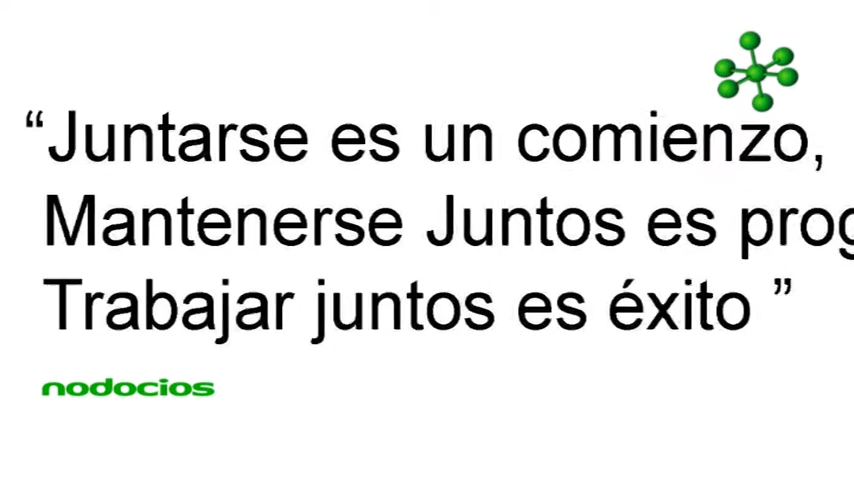 “Juntarse es un comienzo,
Mantenerse Juntos es prog
Trabajar juntos es éxito ”
nodocios